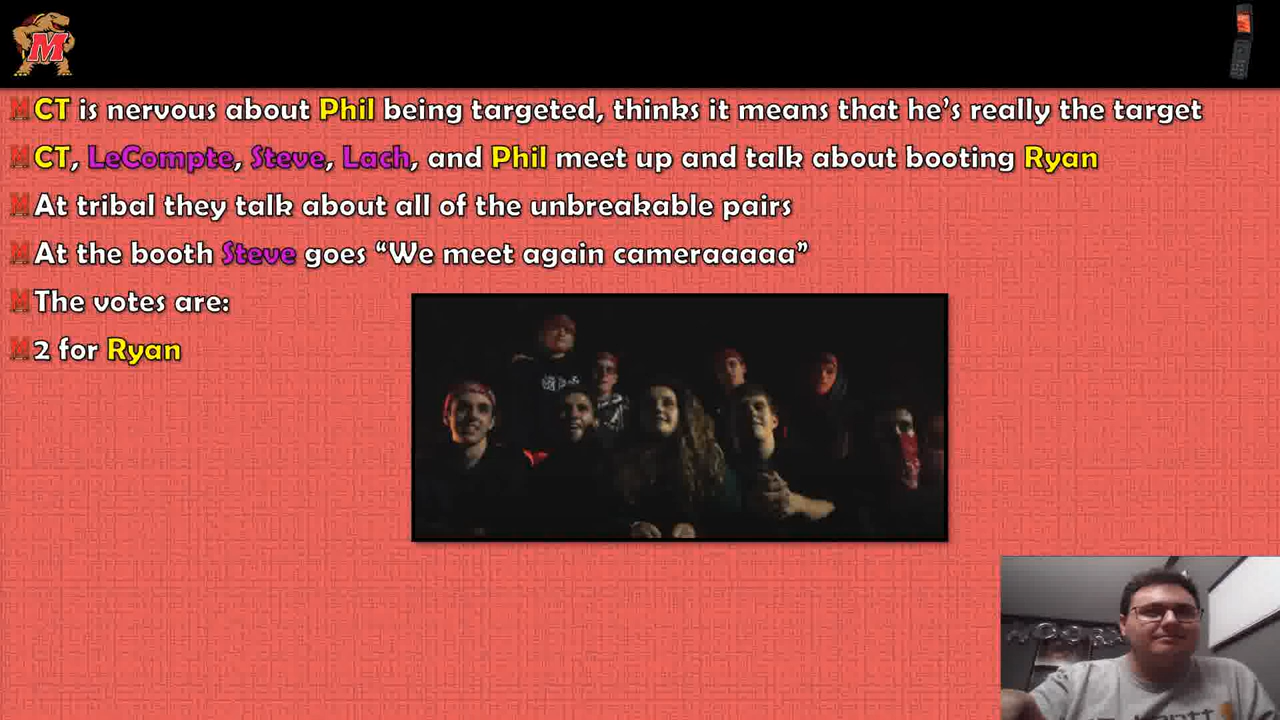 M
CT is nervous about Phil being targeted, thinks it means that he's really the target
CT, LeCompte, Steve, Lach, and Phil meet up and talk about booting Ryan
At tribal they talk about all of the unbreakable pairs
At the booth Steve goes “We meet again cameraaaaa”
The votes are:
2 for Ryan